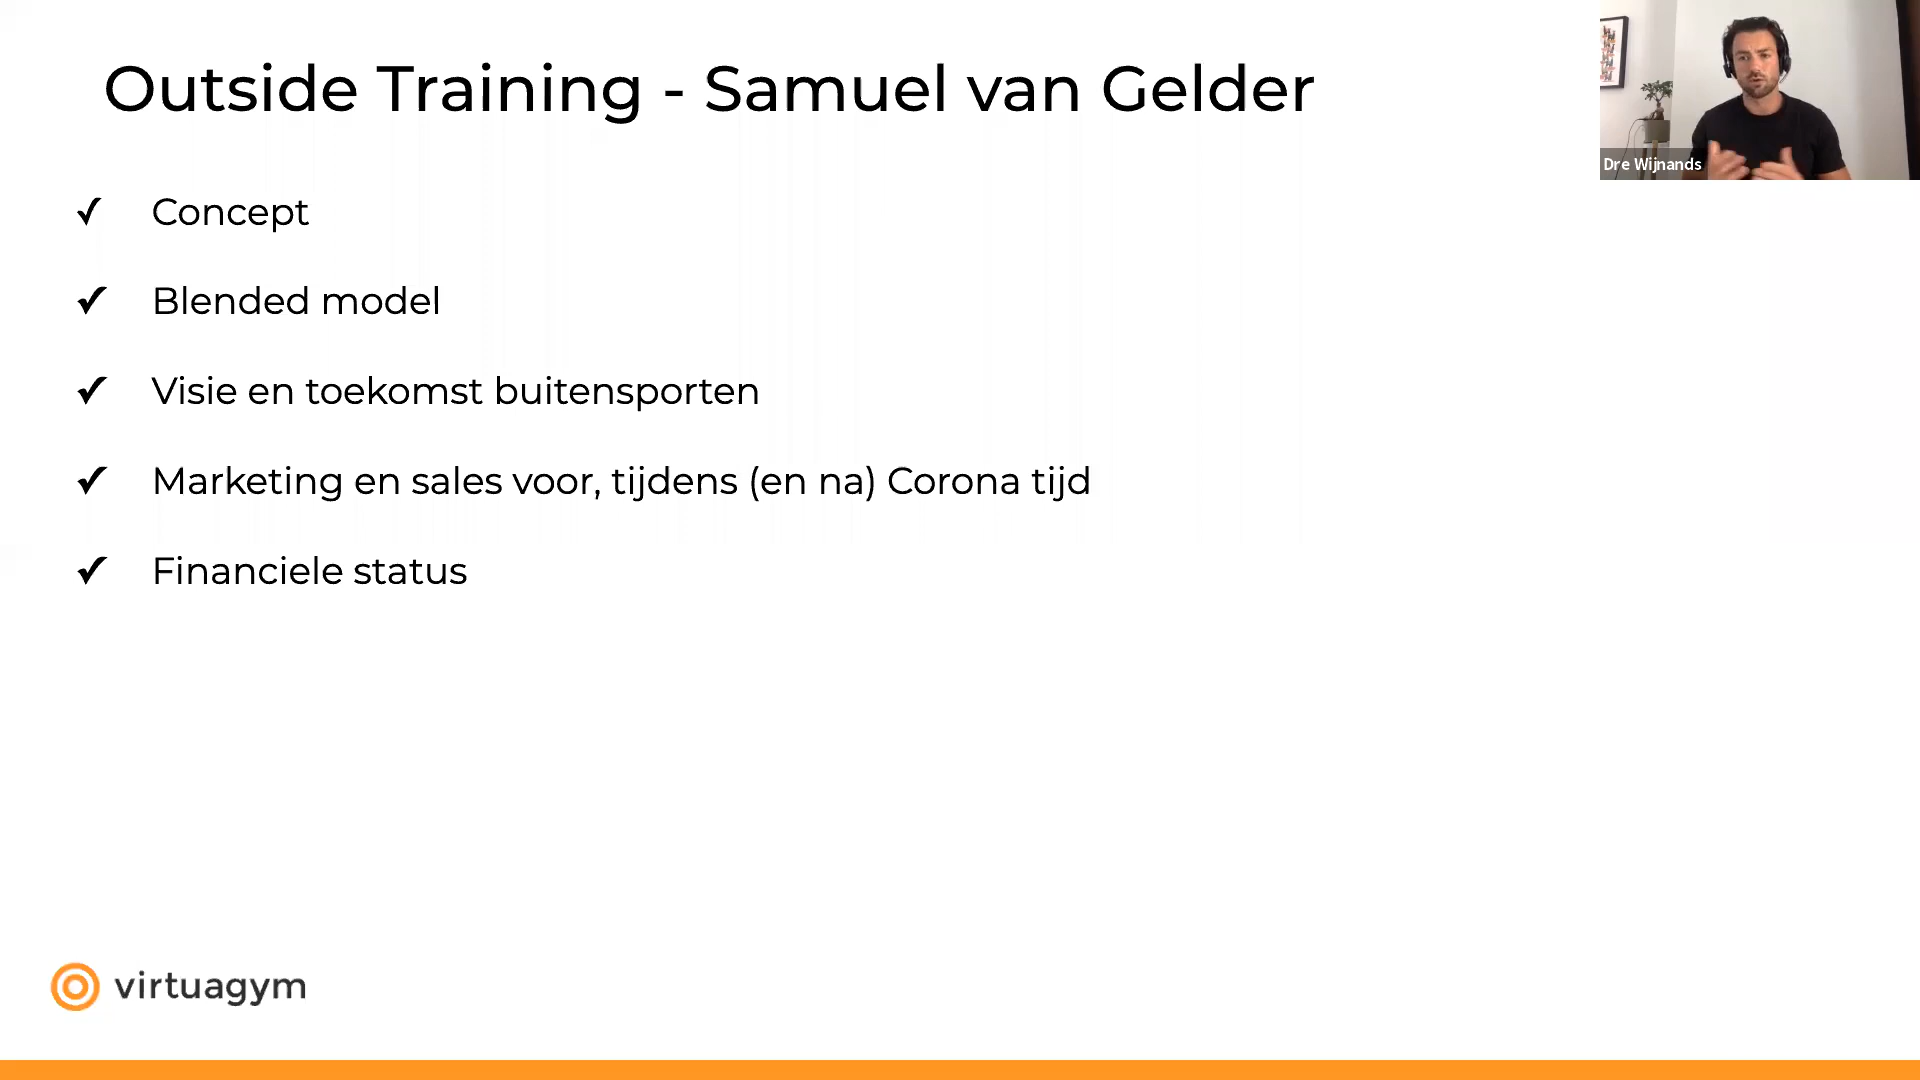 Outside Training - Samuel van Gelder
Dre Wijnands
✓ Concept
✓ Blended model
✓ Visie en toekomst buitensporten
✓ Marketing en sales voor, tijdens (en na) Corona tijd
✓ Financiele status
virtuagym